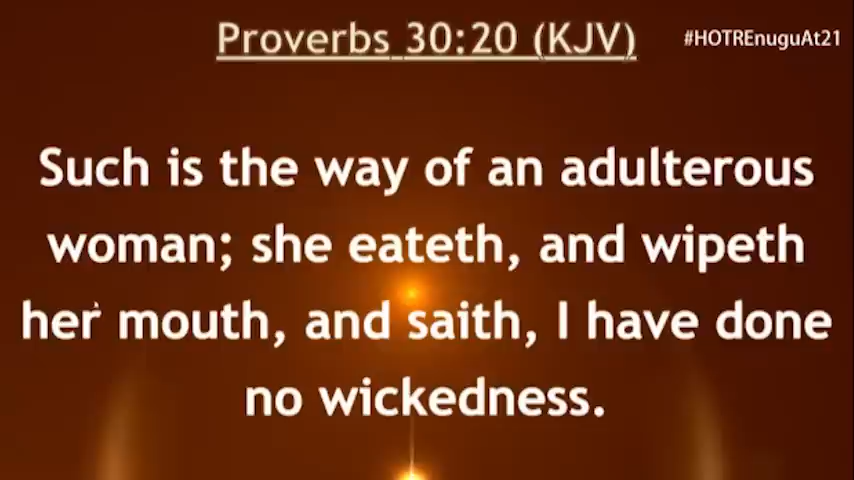 Proverbs 30:20 (KJV)
#HOTREnuguAt21
Such is the way of an adulterous
woman; she eateth, and wipeth
her mouth, and saith, I have done
no wickedness.